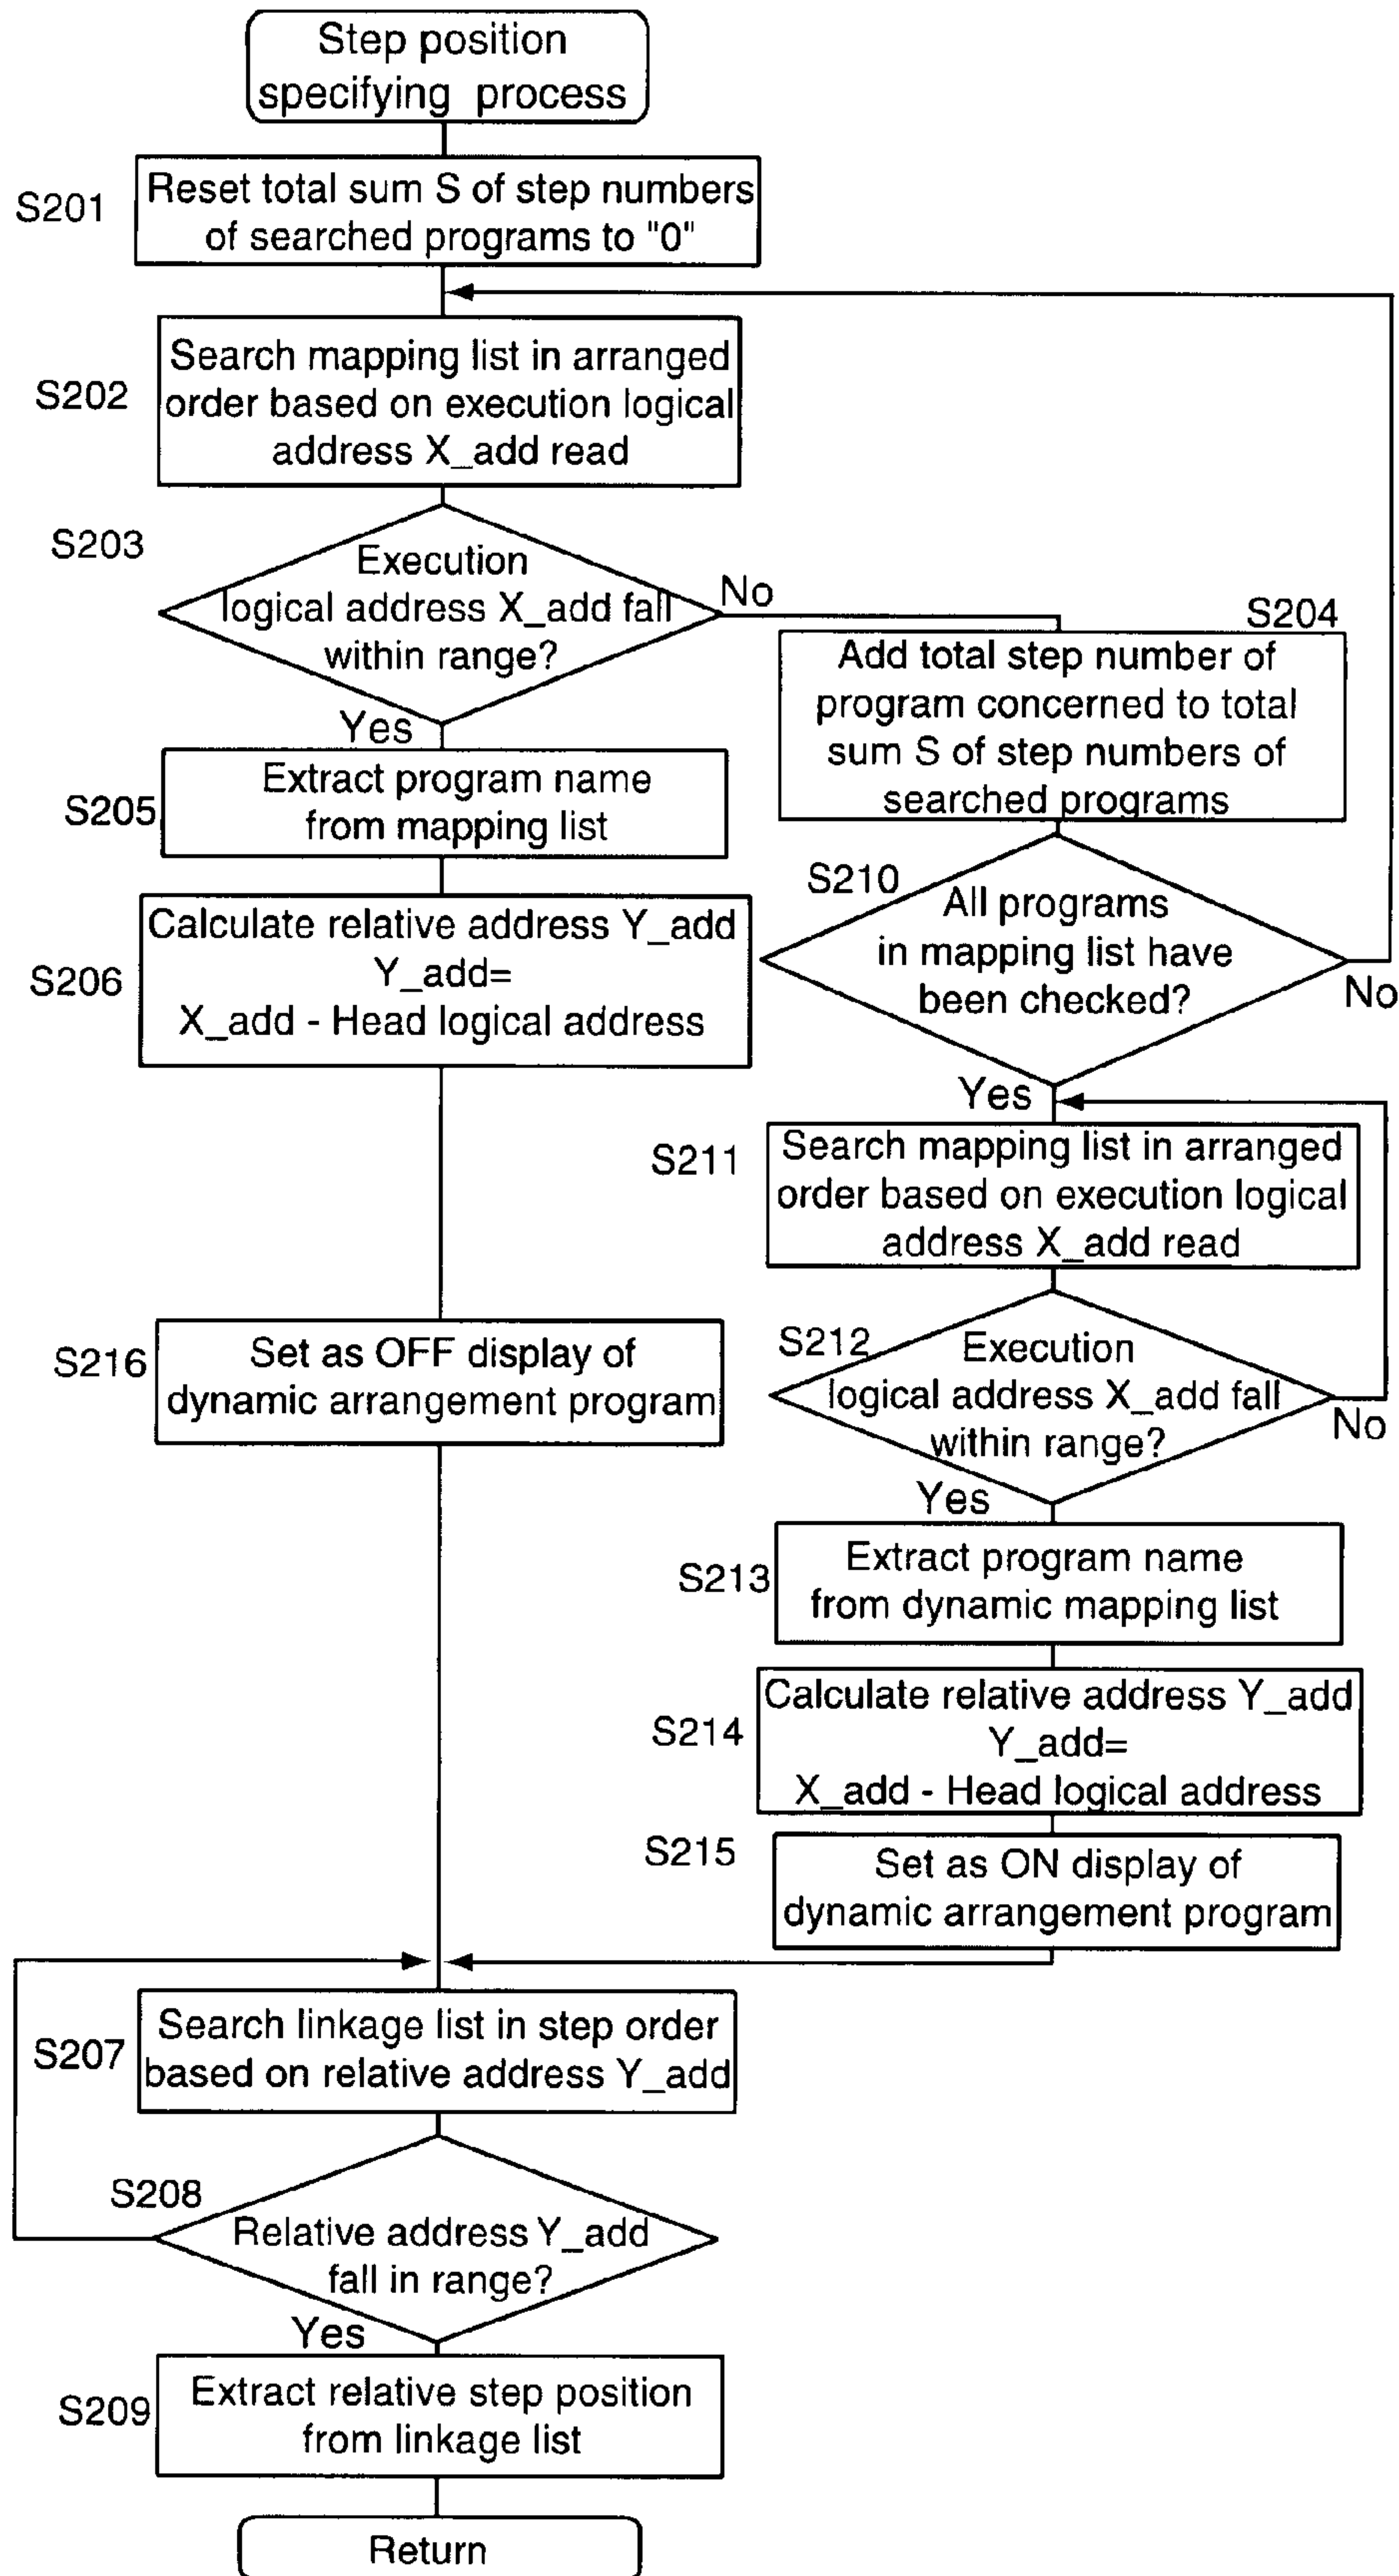 Step position
specifying process
S201
Reset total sum S of step numbers
of searched programs to "0"
S202
Search mapping list in arranged
order based on execution logical
address X_add read
S203
Execution
logical address X_add fall
within range?
No
Yes
S204
Add total step number of
program concerned to total
sum S of step numbers of
searched programs
S205
Extract program name
from mapping list
S206
Calculate relative address Y_add
Y_add=
X_add - Head logical address
S210
All programs
in mapping list have
been checked?
No
Yes
S211
Search mapping list in arranged
order based on execution logical
address X_add read
S212
Execution
logical address X_add fall
within range?
No
Yes
S216
Set as OFF display of
dynamic arrangement program
S213
Extract program name
from dynamic mapping list
S214
Calculate relative address Y_add
Y_add=
X_add - Head logical address
S215
Set as ON display of
dynamic arrangement program
S207
Search linkage list in step order
based on relative address Y_add
S208
Relative address Y_add
fall in range?
Yes
S209
Extract relative step position
from linkage list
Return